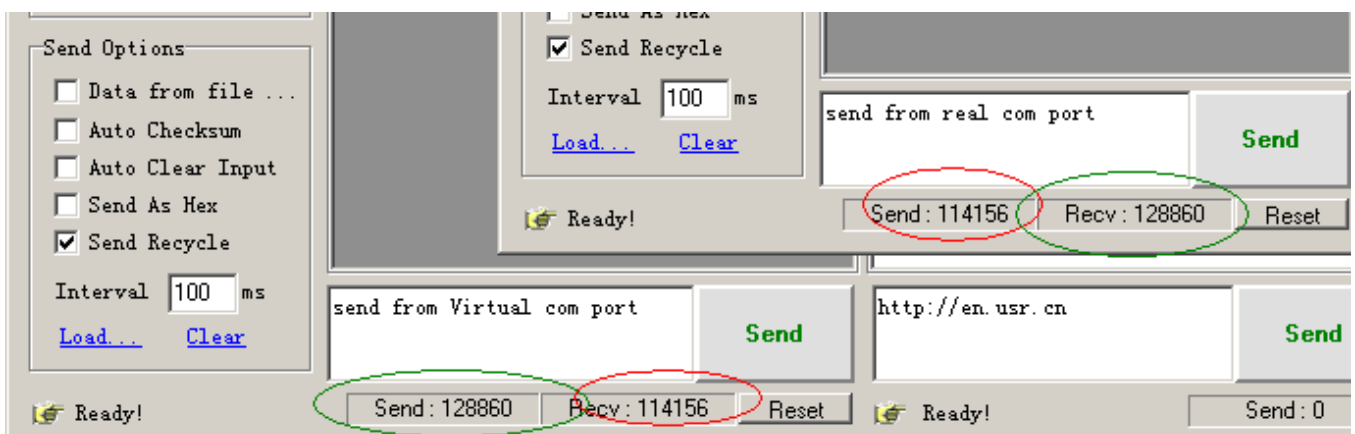 Send Options
Data from file ...
Auto Checksum
Auto Clear Input
Send As Hex
Send Recycle
Interval 100 ms
Load... Clear
Ready!
Send As Hex
Send Recycle
Interval 100 ms
Load... Clear
send from real com port
Send
Ready!
Send : 114156
Recv : 128860
Reset
send from Virtual com port
Send
Send : 128860
Recv : 114156
Reset
http://en.usr.cn
Send
Ready!
Send : 0